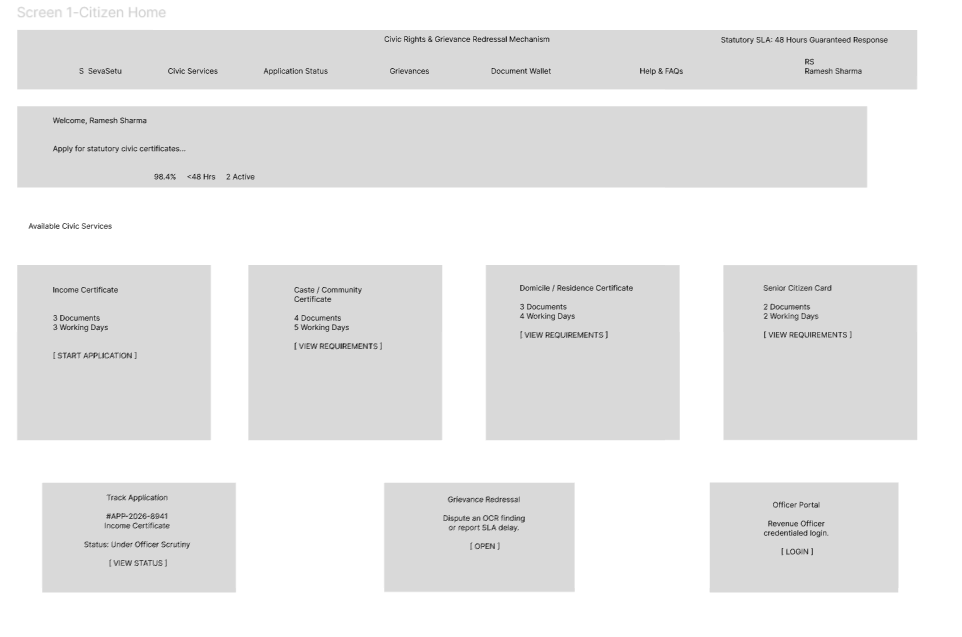 Screen 1-Citizen Home
Civic Rights & Grievance Redressal Mechanism
Statutory SLA: 48 Hours Guaranteed Response
S SevaSetu
Civic Services
Application Status
Grievances
Document Wallet
Help & FAQs
RS
Ramesh Sharma
Welcome, Ramesh Sharma
Apply for statutory civic certificates...
98.4% <48 Hrs 2 Active
Available Civic Services
Income Certificate
3 Documents
3 Working Days
[ START APPLICATION ]
Caste / Community
Certificate
4 Documents
5 Working Days
[ VIEW REQUIREMENTS ]
Domicile / Residence Certificate
3 Documents
4 Working Days
[ VIEW REQUIREMENTS ]
Senior Citizen Card
2 Documents
2 Working Days
[ VIEW REQUIREMENTS ]
Track Application
#APP-2026-8941
Income Certificate
Status: Under Officer Scrutiny
[ VIEW STATUS ]
Grievance Redressal
Dispute an OCR finding
or report SLA delay.
[ OPEN ]
Officer Portal
Revenue Officer
credentialed login.
[ LOGIN ]